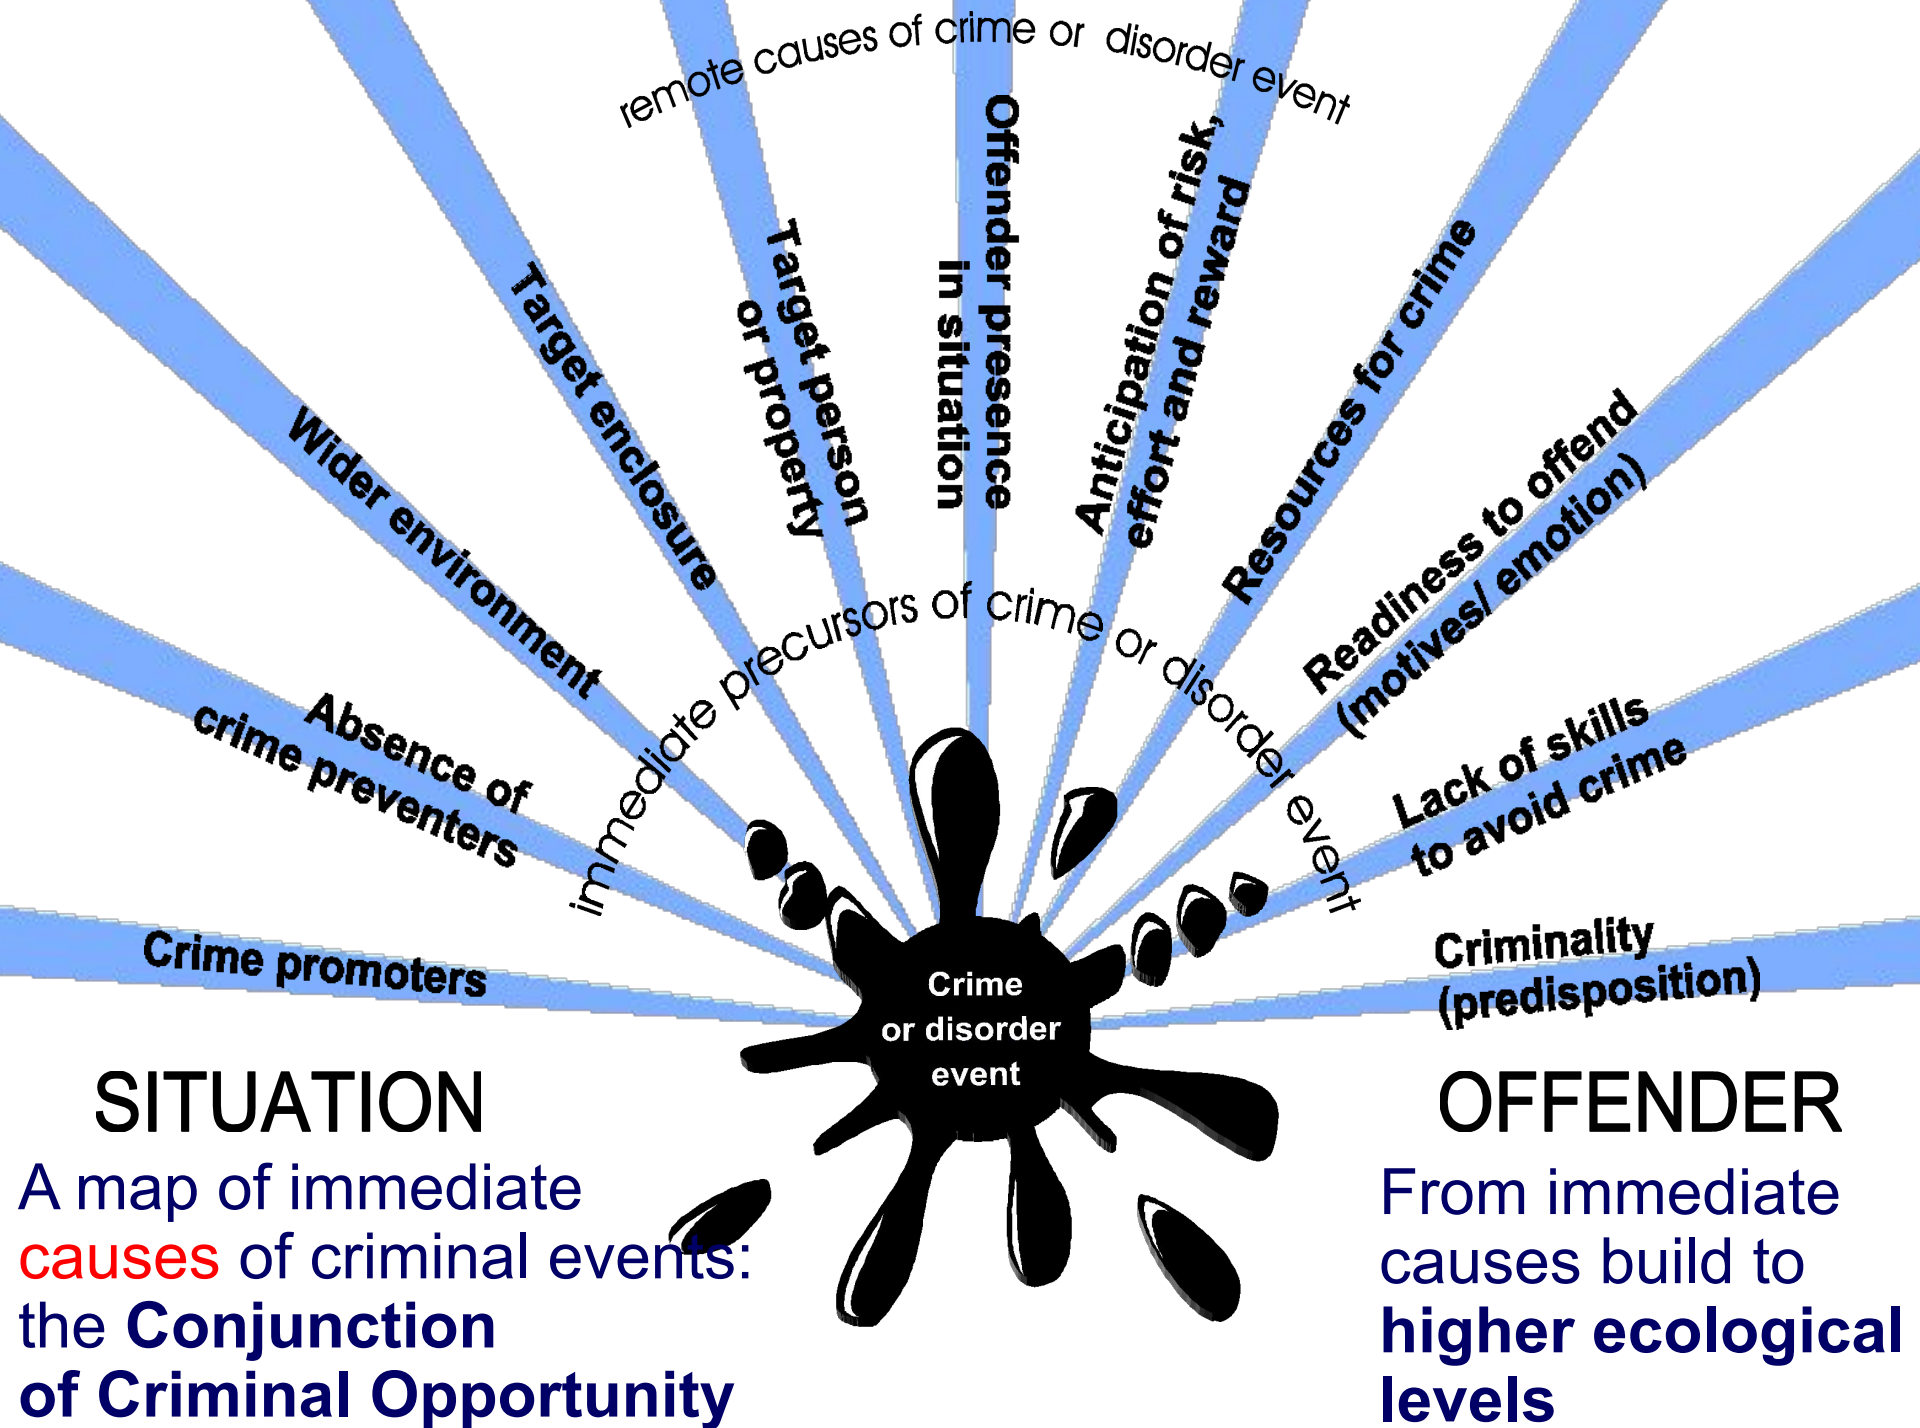 remote causes of crime or disorder event
Crime promoters
Absence of
crime preventers
Wider environment
Target enclosure
Target person
or property
Offender presence
in situation
Anticipation of risk,
effort and reward
Resources for crime
Readiness to offend
(motives/ emotion)
Lack of skills
to avoid crime
Criminality
(predisposition)
immediate precursors of crime or disorder event
Crime
or disorder
event
SITUATION
A map of immediate
causes of criminal events:
the Conjunction
of Criminal Opportunity
OFFENDER
From immediate
causes build to
higher ecological
levels